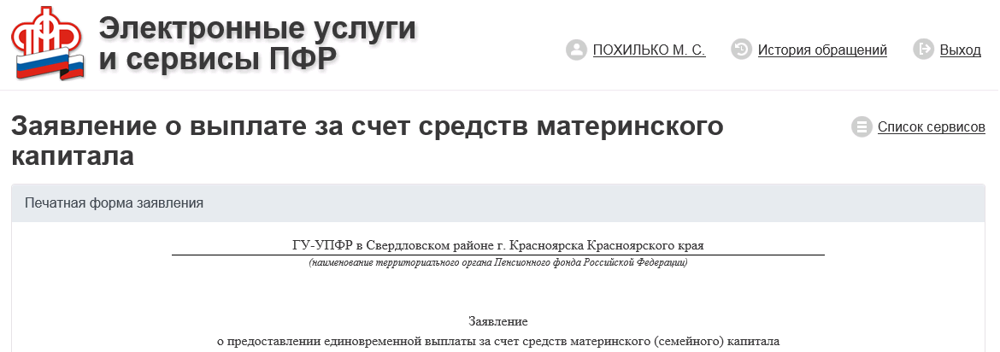 Электронные услуги
и сервисы ПФР
ПОХИЛЬКО М. С.
История обращений
Выход
Заявление о выплате за счет средств материнского
капитала
Список сервисов
Печатная форма заявления
ГУ-УПФР в Свердловском районе г. Красноярска Красноярского края
(наименование территориального органа Пенсионного фонда Российской Федерации)
Заявление
о предоставлении единовременной выплаты за счет средств материнского (семейного) капитала